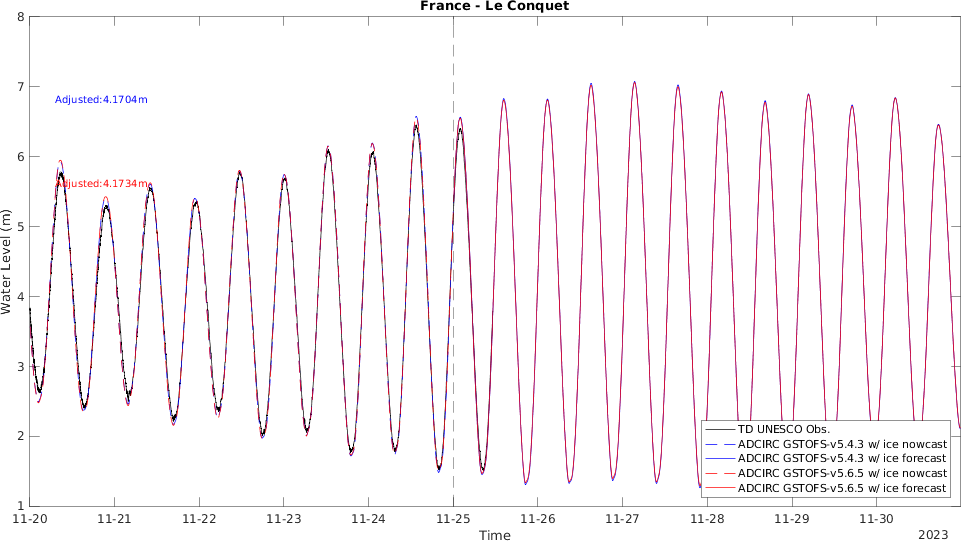 France - Le Conquet
8
7
6
5
4
3
2
1
Water Level (m)
Adjusted:4.1704m
Adjusted:4.1734m
TD UNESCO Obs.
ADCIRC GSTOFS-v5.4.3 w/ ice nowcast
ADCIRC GSTOFS-v5.4.3 w/ ice forecast
ADCIRC GSTOFS-v5.6.5 w/ ice nowcast
ADCIRC GSTOFS-v5.6.5 w/ ice forecast
11-20 11-21 11-22 11-23 11-24 11-25 11-26 11-27 11-28 11-29 11-30
Time
2023